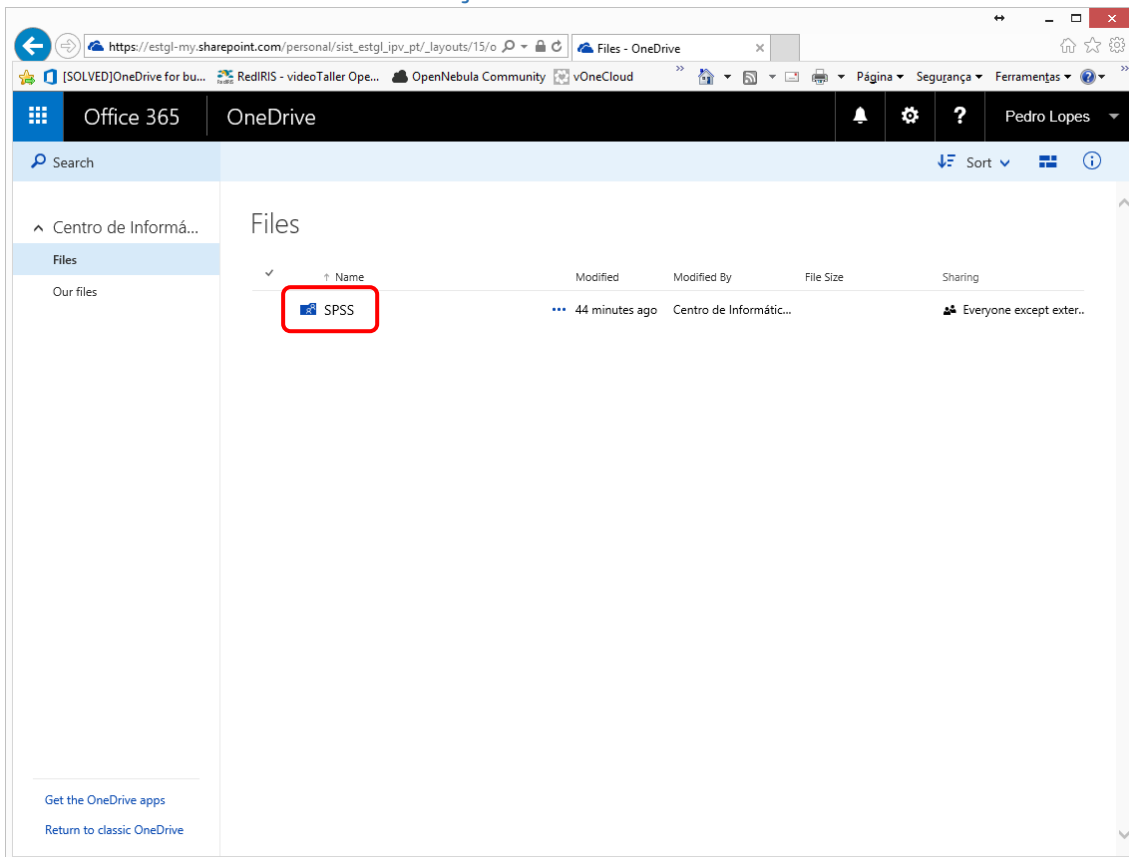 https://estgl-my.sharepoint.com/personal/sist_estgl_ipv_pt/_layouts/15/o
Files - OneDrive
[SOLVED]OneDrive for bu...
RedIRIS - videoTaller Ope...
OpenNebula Community
vOneCloud
Página
Segurança
Ferramentas
Office 365
OneDrive
?
Pedro Lopes
Search
Sort
Centro de Informá...
Files
Our files
Files
Name
Modified
Modified By
File Size
Sharing
SPSS
44 minutes ago
Centro de Informátic...
Everyone except exter..
Get the OneDrive apps
Return to classic OneDrive